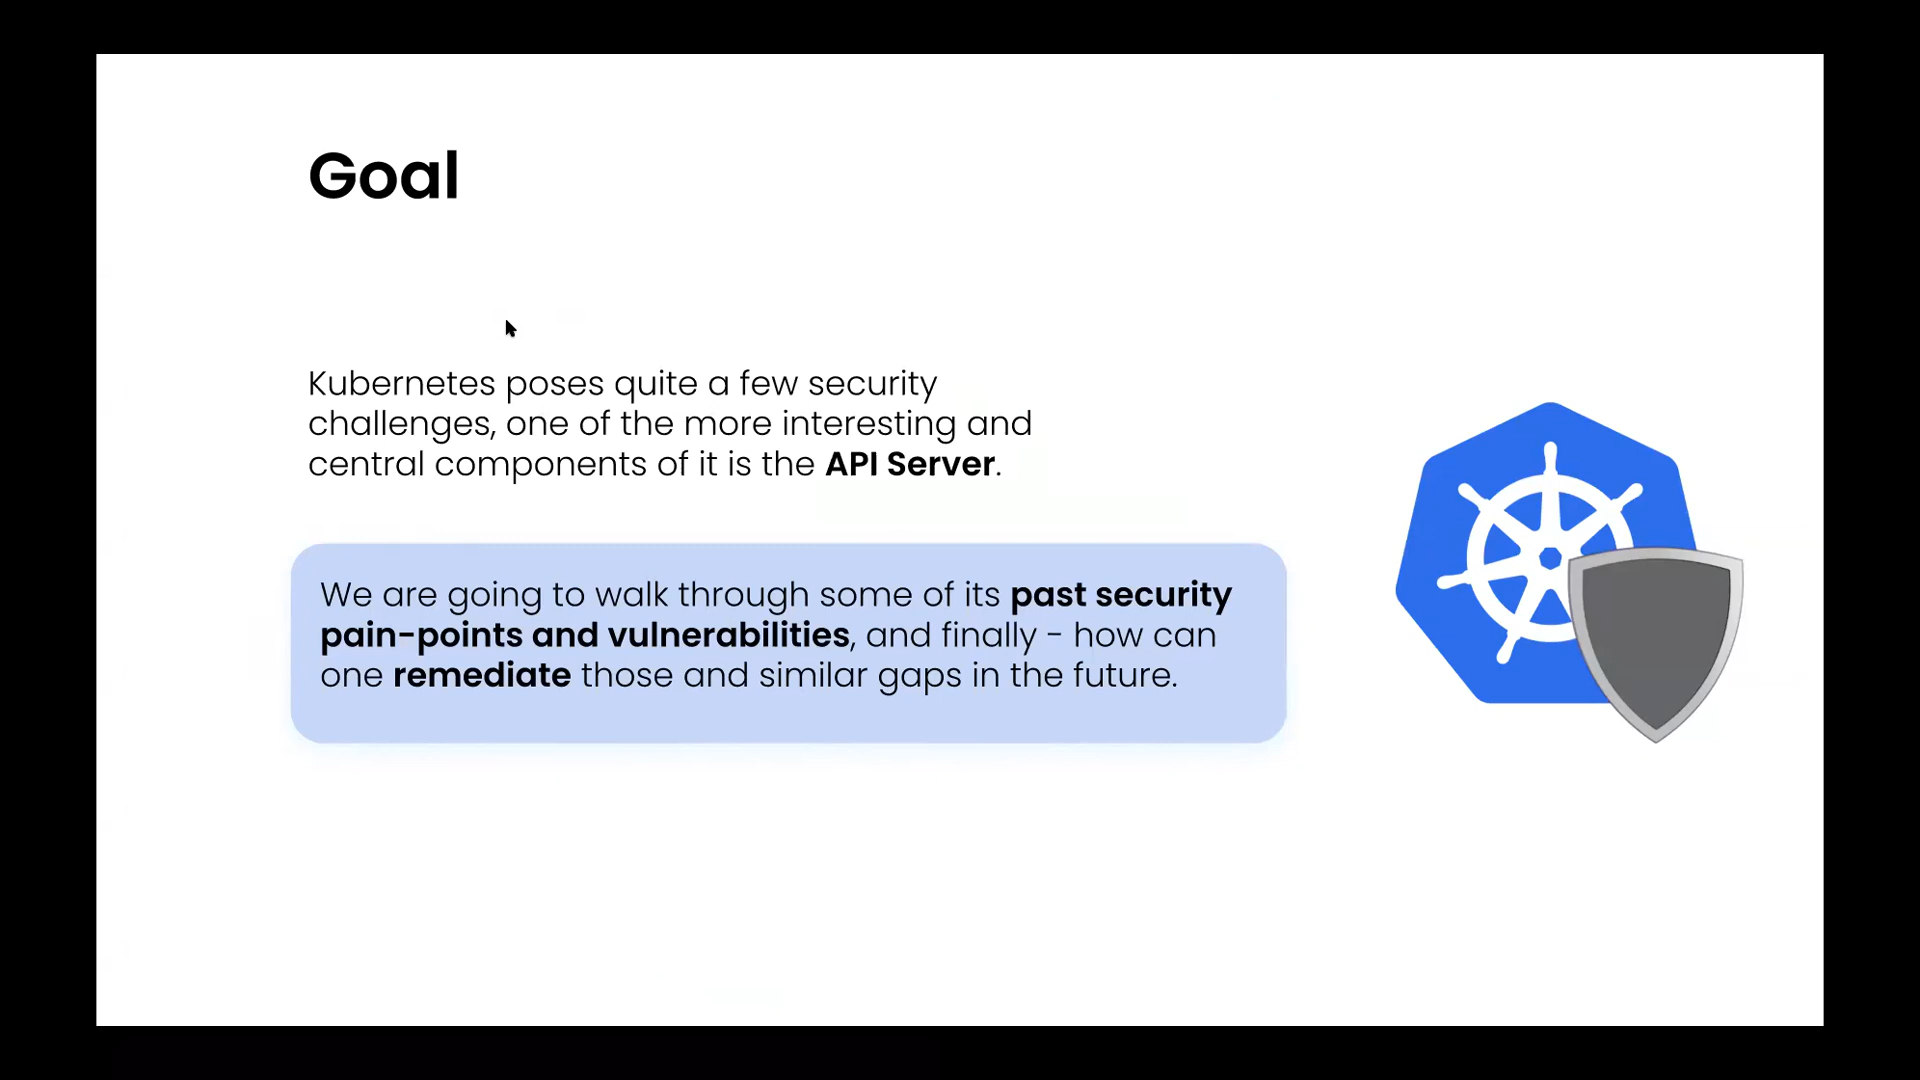 Goal
Kubernetes poses quite a few security
challenges, one of the more interesting and
central components of it is the API Server.
We are going to walk through some of its past security
pain-points and vulnerabilities, and finally - how can
one remediate those and similar gaps in the future.